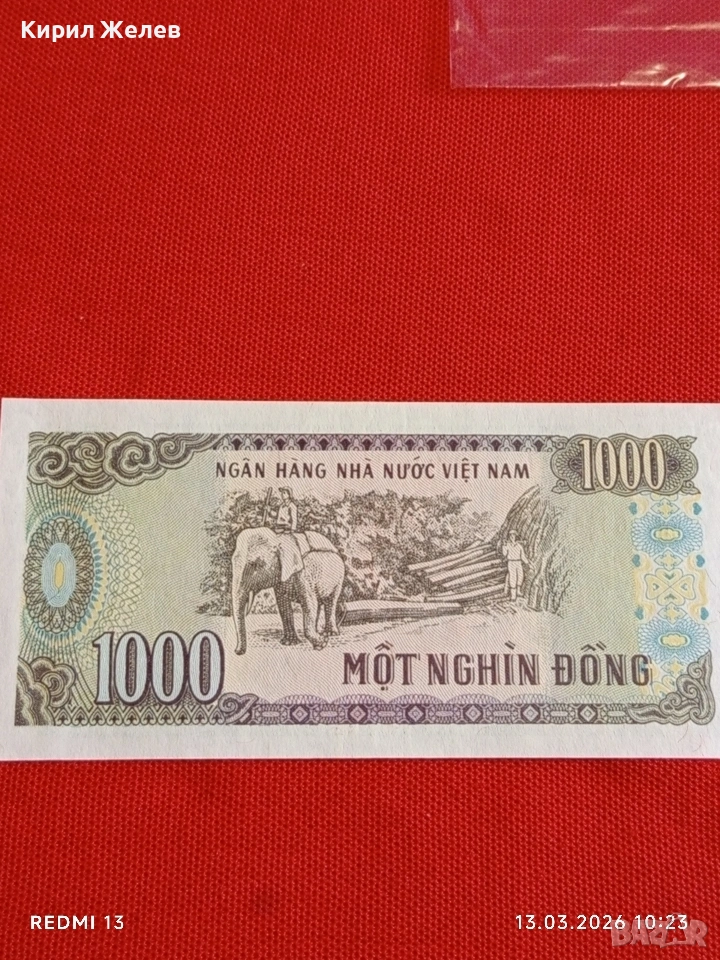 Кирил Желев
NGÂN HÀNG NHÀ NƯỚC VIỆT NAM
1000
1000
MỘT NGHÌN ĐỒNG
REDMI 13
13.03.2026 10:23
BAZAR